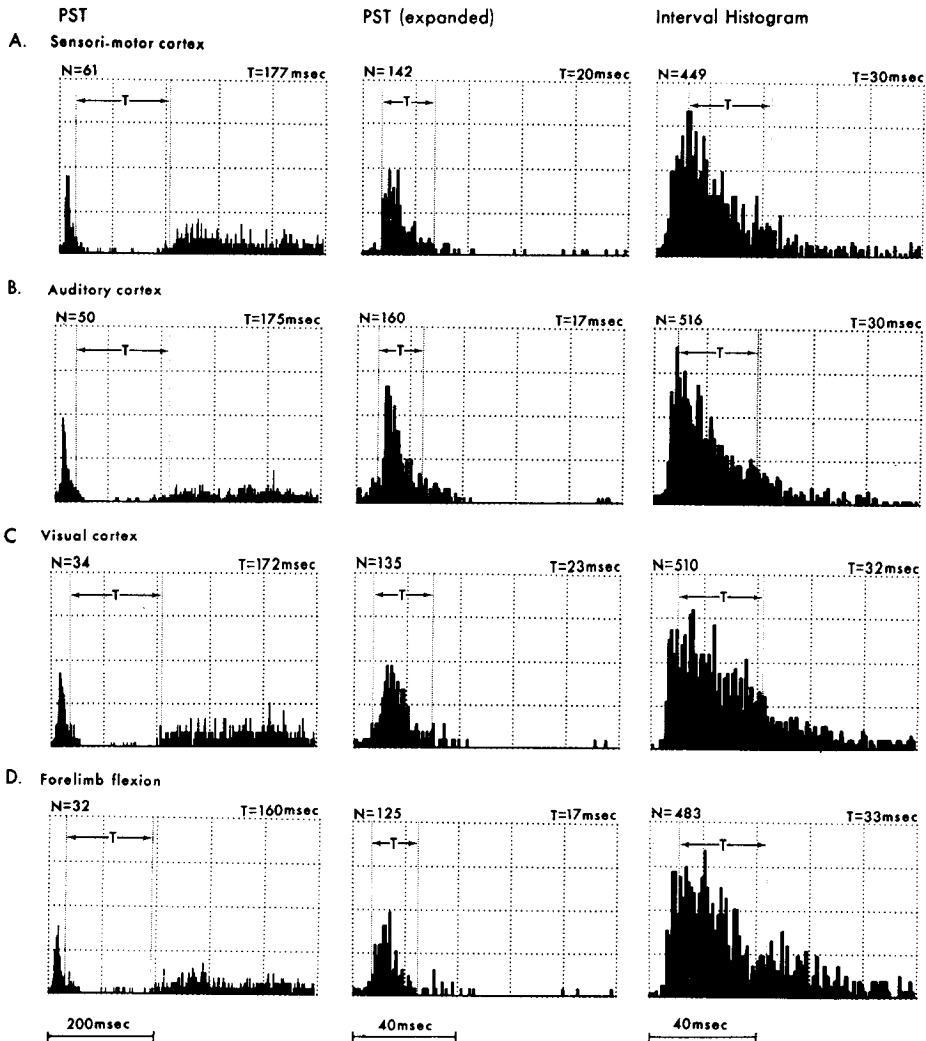 PST PST (expanded) Interval Histogram
A. Sensori-motor cortex
N=61 T=177msec N=142 T=20msec N=449 T=30msec
T T T
B. Auditory cortex
N=50 T=175msec N=160 T=17msec N=516 T=30msec
T T T
C Visual cortex
N=34 T=172msec N=135 T=23msec N=510 T=32msec
T T T
D. Forelimb flexion
N=32 T=160msec N=125 T=17msec N=483 T=33msec
T T T
200msec 40msec 40msec